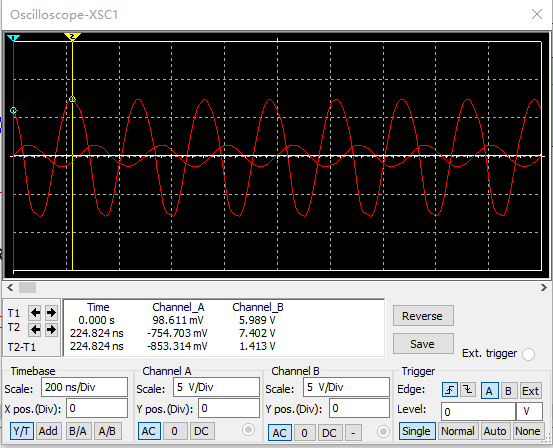 Oscilloscope-XSC1
1 2
Time Channel_A Channel_B
T1 0.000 s 98.611 mV 5.989 V
T2 224.824 ns -754.703 mV 7.402 V
T2-T1 224.824 ns -853.314 mV 1.413 V
Reverse
Save
Ext. trigger
Timebase Channel A Channel B Trigger
Scale: 200 ns/Div Scale: 5 V/Div Scale: 5 V/Div Edge: A B Ext
X pos.(Div): 0 Y pos.(Div): 0 Y pos.(Div): 0 Level: 0 V
Y/T Add B/A A/B AC 0 DC AC 0 DC - Single Normal Auto None